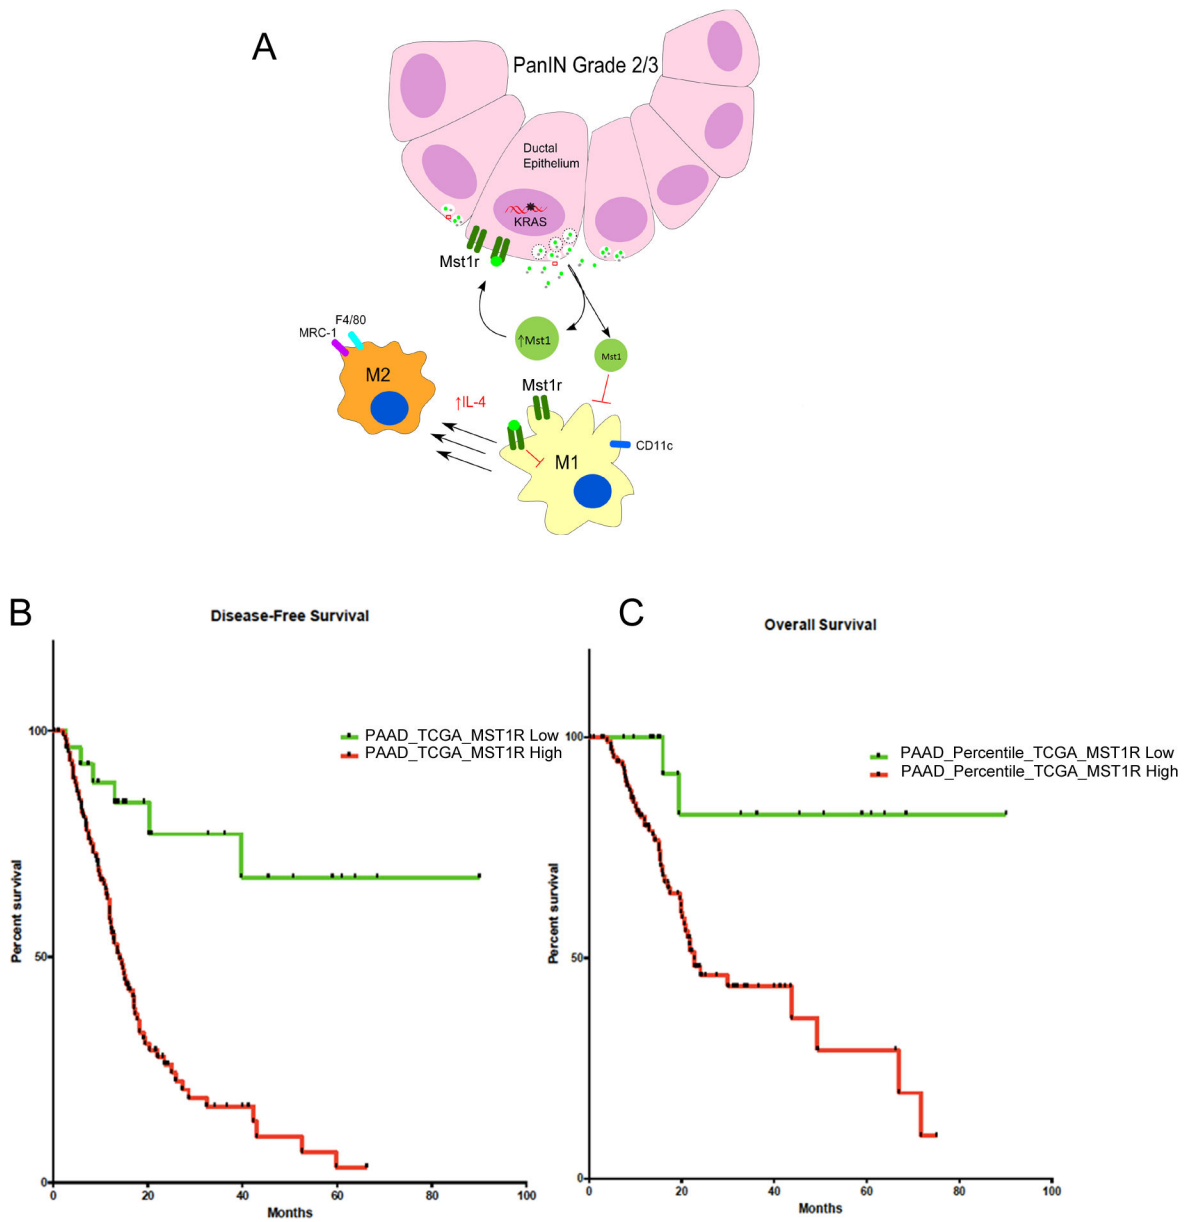 A
PanIN Grade 2/3
Ductal
Epithelium
KRAS
Mst1r
↑Mst1
Mst1
F4/80
MRC-1
M2
↑IL-4
Mst1r
CD11c
M1
B
Disease-Free Survival
PAAD_TCGA_MST1R Low
PAAD_TCGA_MST1R High
Percent survival
100
50
0
0 20 40 60 80 100
Months
C
Overall Survival
PAAD_Percentile_TCGA_MST1R Low
PAAD_Percentile_TCGA_MST1R High
Percent survival
100
50
0
0 20 40 60 80 100
Months